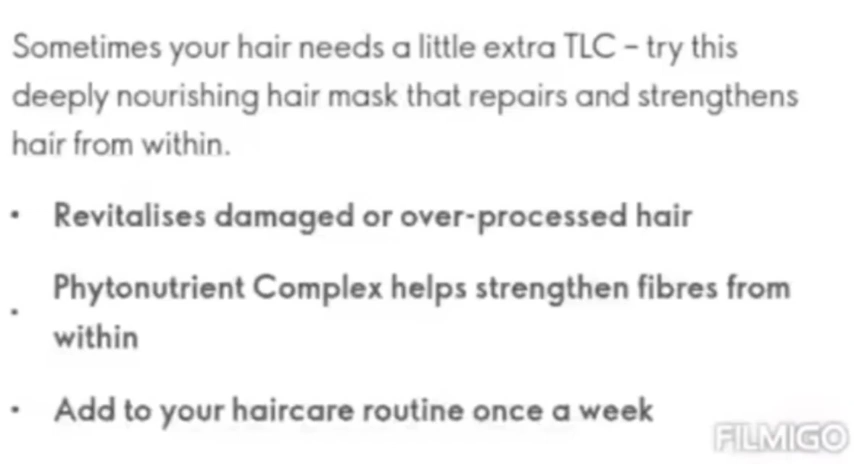 Sometimes your hair needs a little extra TLC – try this
deeply nourishing hair mask that repairs and strengthens
hair from within.
• Revitalises damaged or over-processed hair
• Phytonutrient Complex helps strengthen fibres from
within
• Add to your haircare routine once a week
FILMIGO